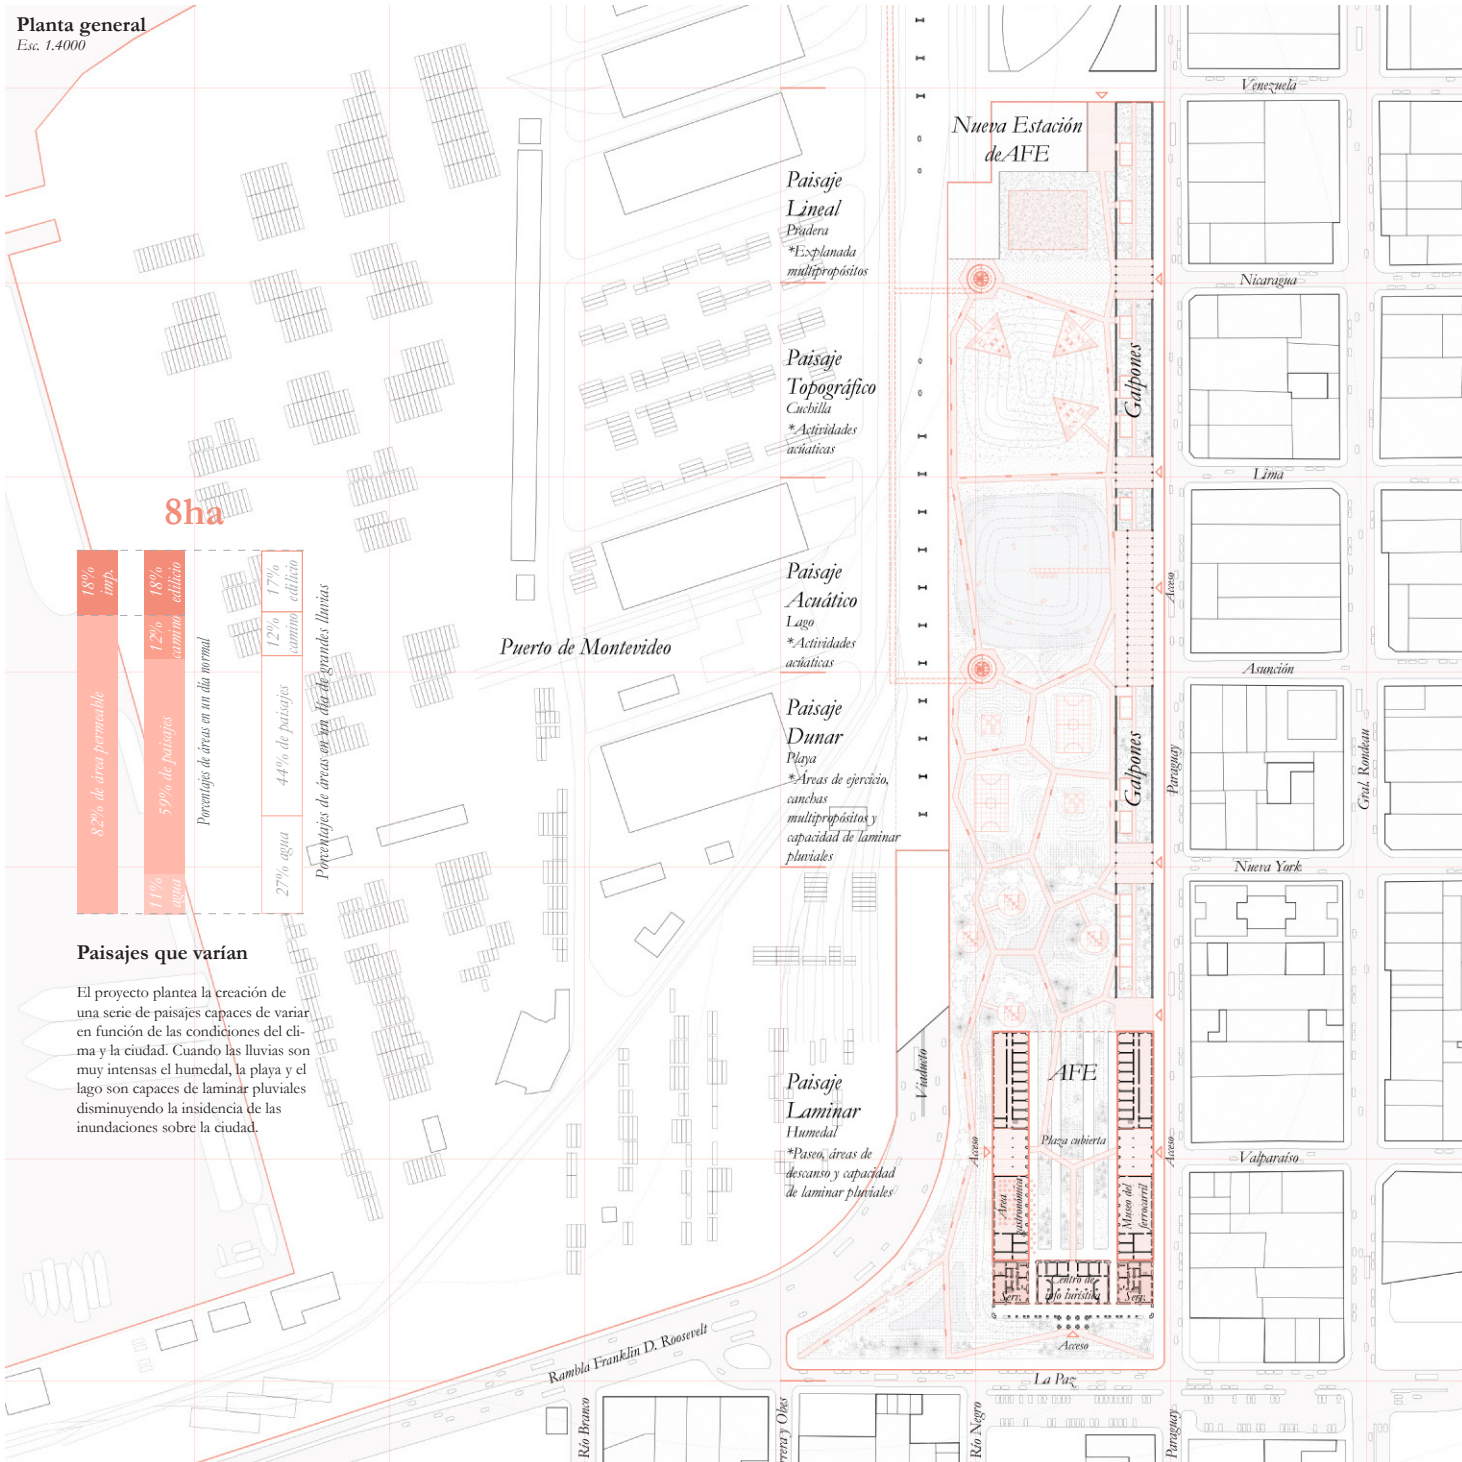 Planta general
Esc. 1.4000
Venezuela
Nueva Estación
de AFE
Paisaje
Lineal
Pradera
*Explanada
multipropósitos
Nicaragua
Galpones
Paisaje
Topográfico
Cuchilla
*Actividades
acúaticas
Lima
8ha
18%
imp.
82% de área permeable
18%
edilicio
12%
camino
59% de paisajes
11%
agua
Porcentajes de áreas en un día normal
17%
edilicio
12%
camino
44% de paisajes
27% agua
Porcentajes de áreas en un día de grandes lluvias
Paisaje
Acuático
Lago
*Actividades
acúaticas
Acceso
Puerto de Montevideo
Asunción
Paisaje
Dunar
Playa
*Áreas de ejercicio,
canchas
multipropósitos y
capacidad de laminar
pluviales
Galpones
Paraguay
Gral. Rondeau
Nueva York
Paisajes que varían
El proyecto plantea la creación de
una serie de paisajes capaces de variar
en función de las condiciones del cli-
ma y la ciudad. Cuando las lluvias son
muy intensas el humedal, la playa y el
lago son capaces de laminar pluviales
disminuyendo la insidencia de las
inundaciones sobre la ciudad.
Viaducto
AFE
Paisaje
Laminar
Humedal
*Paseo, áreas de
descanso y capacidad
de laminar pluviales
Plaza cubierta
Acceso
Acceso
Valparaíso
Área
gastronómica
Museo del
ferrocarril
Serv.
Centro de
info turística
Serv.
Acceso
Rambla Franklin D. Roosevelt
La Paz
Río Branco
rrera y Obes
Río Negro
Paraguay